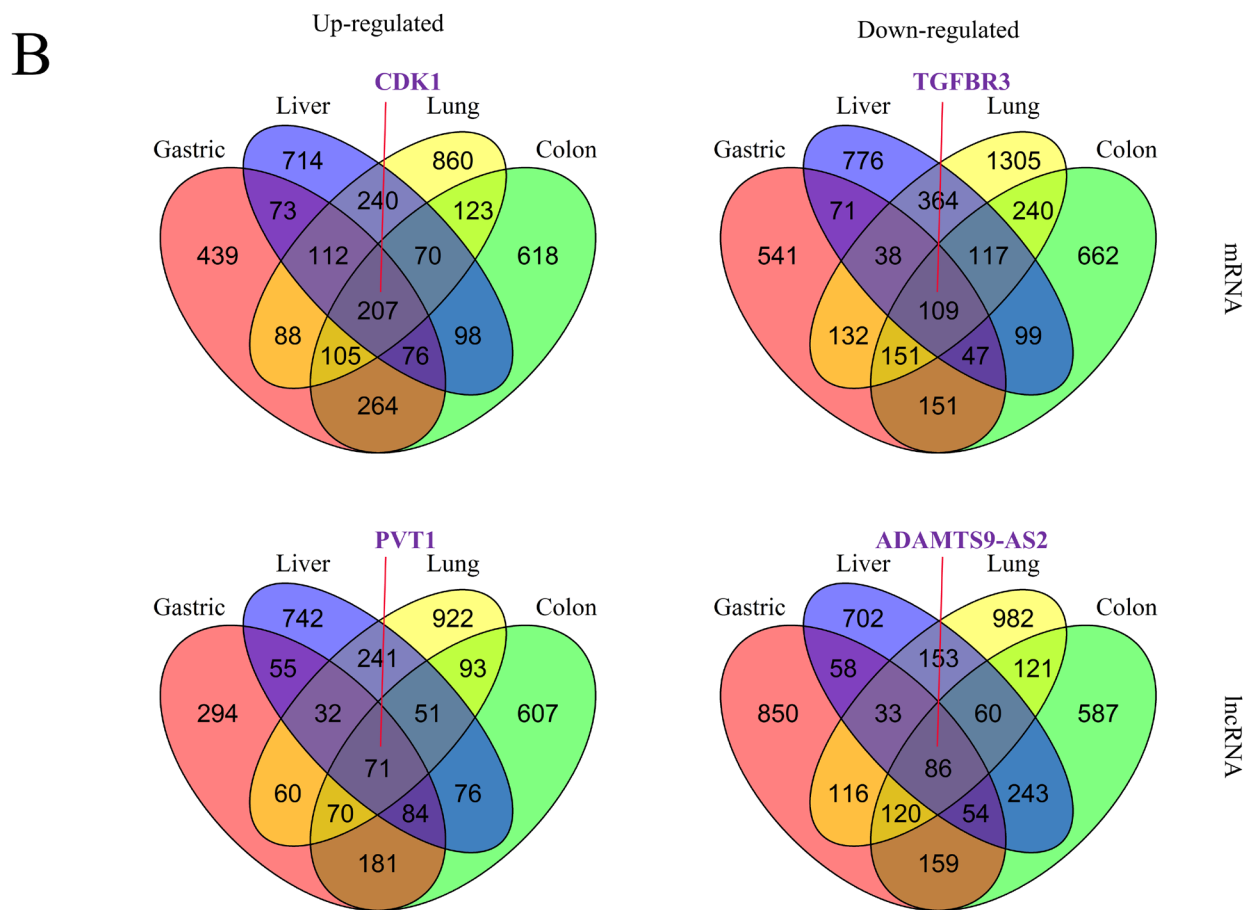 B
Up-regulated
Down-regulated
CDK1
TGFBR3
Liver
Lung
Liver
Lung
Gastric
Colon
Gastric
Colon
714
860
776
1305
73
240
123
71
364
240
439
112
70
618
541
38
117
662
207
109
88
105
76
98
132
151
47
99
264
151
mRNA
PVT1
ADAMTS9-AS2
Liver
Lung
Liver
Lung
Gastric
Colon
Gastric
Colon
742
922
702
982
55
241
93
58
153
121
294
32
51
607
850
33
60
587
71
86
60
70
84
76
116
120
54
243
181
159
lncRNA